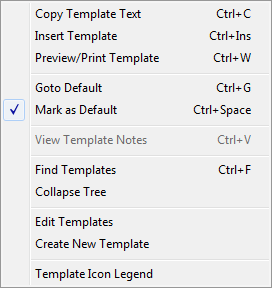 Copy Template Text Ctrl+C
Insert Template Ctrl+Ins
Preview/Print Template Ctrl+W
Goto Default Ctrl+G
Mark as Default Ctrl+Space
View Template Notes Ctrl+V
Find Templates Ctrl+F
Collapse Tree
Edit Templates
Create New Template
Template Icon Legend